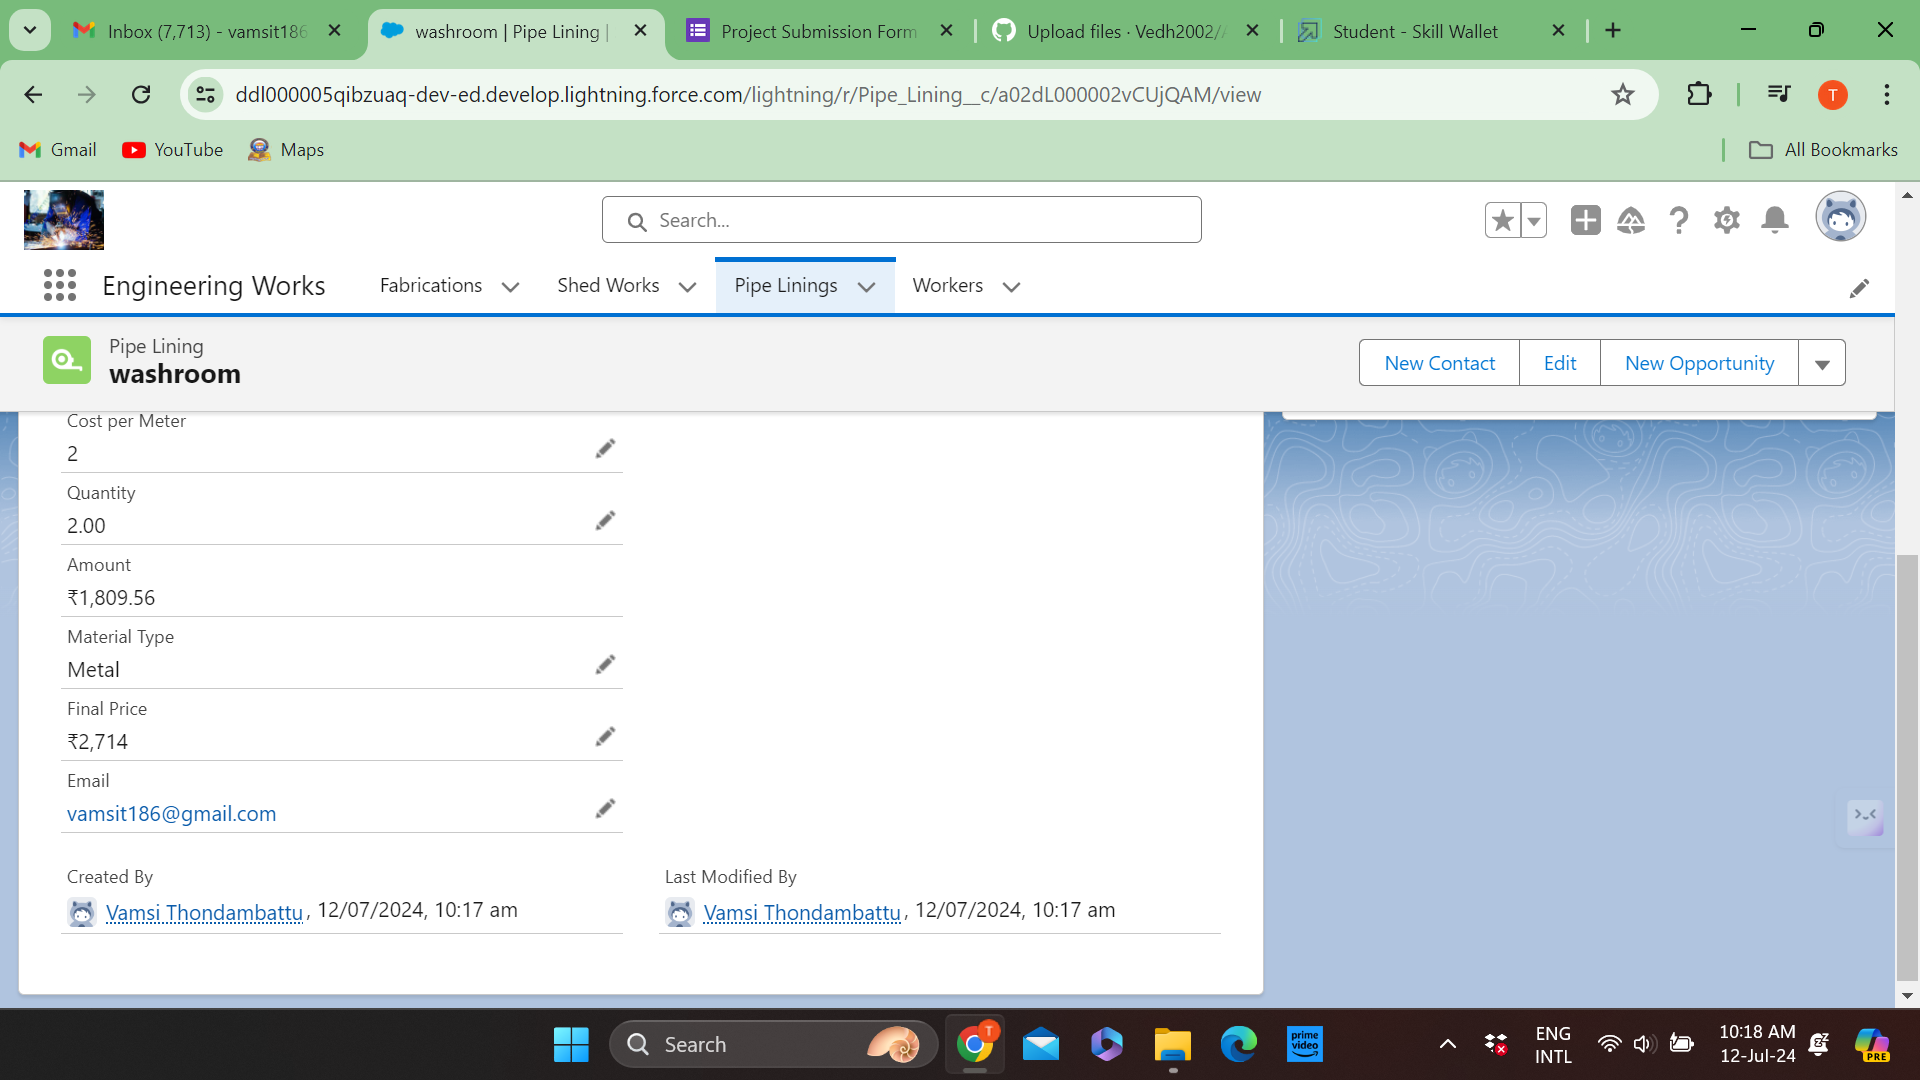 Inbox (7,713) - vamsit186
washroom | Pipe Lining |
Project Submission Form
Upload files · Vedh2002/
Student - Skill Wallet
ddl000005qibzuaq-dev-ed.develop.lightning.force.com/lightning/r/Pipe_Lining__c/a02dL000002vCUjQAM/view
T
Gmail
YouTube
Maps
All Bookmarks
Search...
Engineering Works
Fabrications
Shed Works
Pipe Linings
Workers
Pipe Lining
washroom
New Contact
Edit
New Opportunity
Cost per Meter
2
Quantity
2.00
Amount
₹1,809.56
Material Type
Metal
Final Price
₹2,714
Email
vamsit186@gmail.com
Created By
Vamsi Thondambattu, 12/07/2024, 10:17 am
Last Modified By
Vamsi Thondambattu, 12/07/2024, 10:17 am
Search
T
prime video
ENG
INTL
10:18 AM
12-Jul-24
PRE